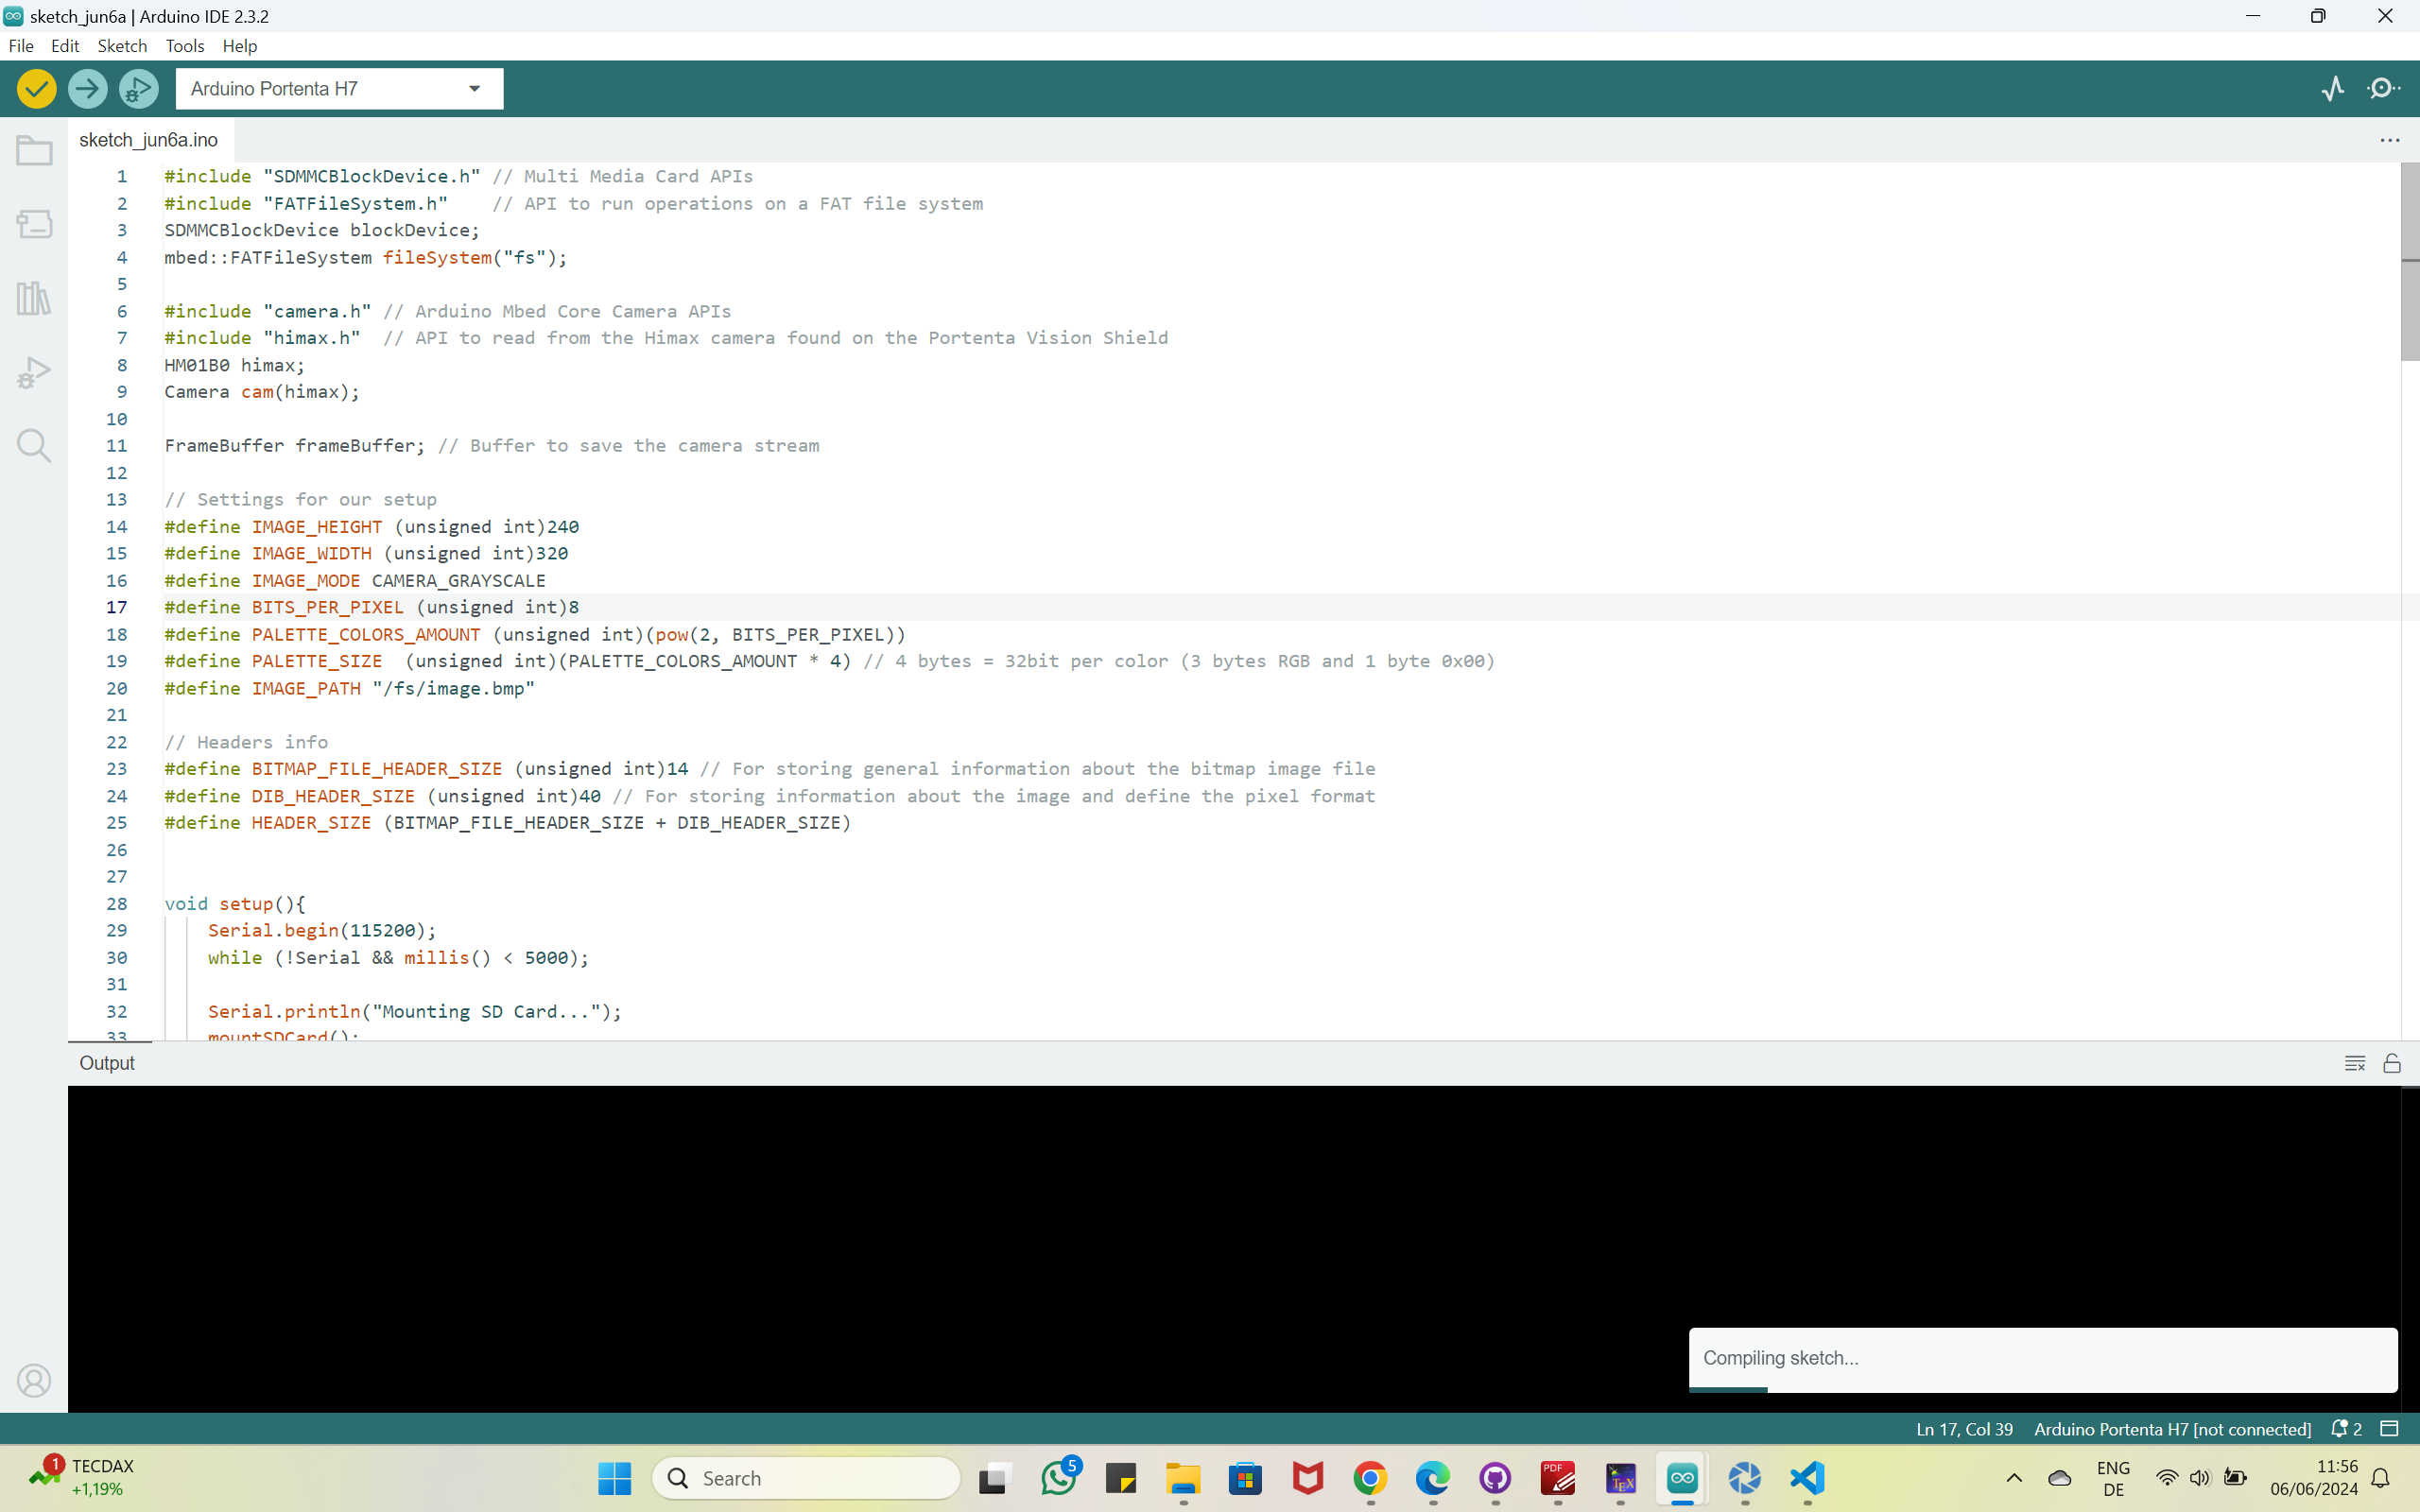 sketch_jun6a | Arduino IDE 2.3.2
File Edit Sketch Tools Help
Arduino Portenta H7
sketch_jun6a.ino
1 #include "SDMMCBlockDevice.h" // Multi Media Card APIs
2 #include "FATFileSystem.h" // API to run operations on a FAT file system
3 SDMMCBlockDevice blockDevice;
4 mbed::FATFileSystem fileSystem("fs");
5
6 #include "camera.h" // Arduino Mbed Core Camera APIs
7 #include "himax.h" // API to read from the Himax camera found on the Portenta Vision Shield
8 HM01B0 himax;
9 Camera cam(himax);
10
11 FrameBuffer frameBuffer; // Buffer to save the camera stream
12
13 // Settings for our setup
14 #define IMAGE_HEIGHT (unsigned int)240
15 #define IMAGE_WIDTH (unsigned int)320
16 #define IMAGE_MODE CAMERA_GRAYSCALE
17 #define BITS_PER_PIXEL (unsigned int)8
18 #define PALETTE_COLORS_AMOUNT (unsigned int)(pow(2, BITS_PER_PIXEL))
19 #define PALETTE_SIZE (unsigned int)(PALETTE_COLORS_AMOUNT * 4) // 4 bytes = 32bit per color (3 bytes RGB and 1 byte 0x00)
20 #define IMAGE_PATH "/fs/image.bmp"
21
22 // Headers info
23 #define BITMAP_FILE_HEADER_SIZE (unsigned int)14 // For storing general information about the bitmap image file
24 #define DIB_HEADER_SIZE (unsigned int)40 // For storing information about the image and define the pixel format
25 #define HEADER_SIZE (BITMAP_FILE_HEADER_SIZE + DIB_HEADER_SIZE)
26
27
28 void setup(){
29 Serial.begin(115200);
30 while (!Serial && millis() < 5000);
31
32 Serial.println("Mounting SD Card...");
33 mountSDCard();
Output
Compiling sketch...
Ln 17, Col 39 Arduino Portenta H7 [not connected] 2
1 TECDAX
+1,19%
Search
5
PDF
TEX
ENG
DE
11:56
06/06/2024